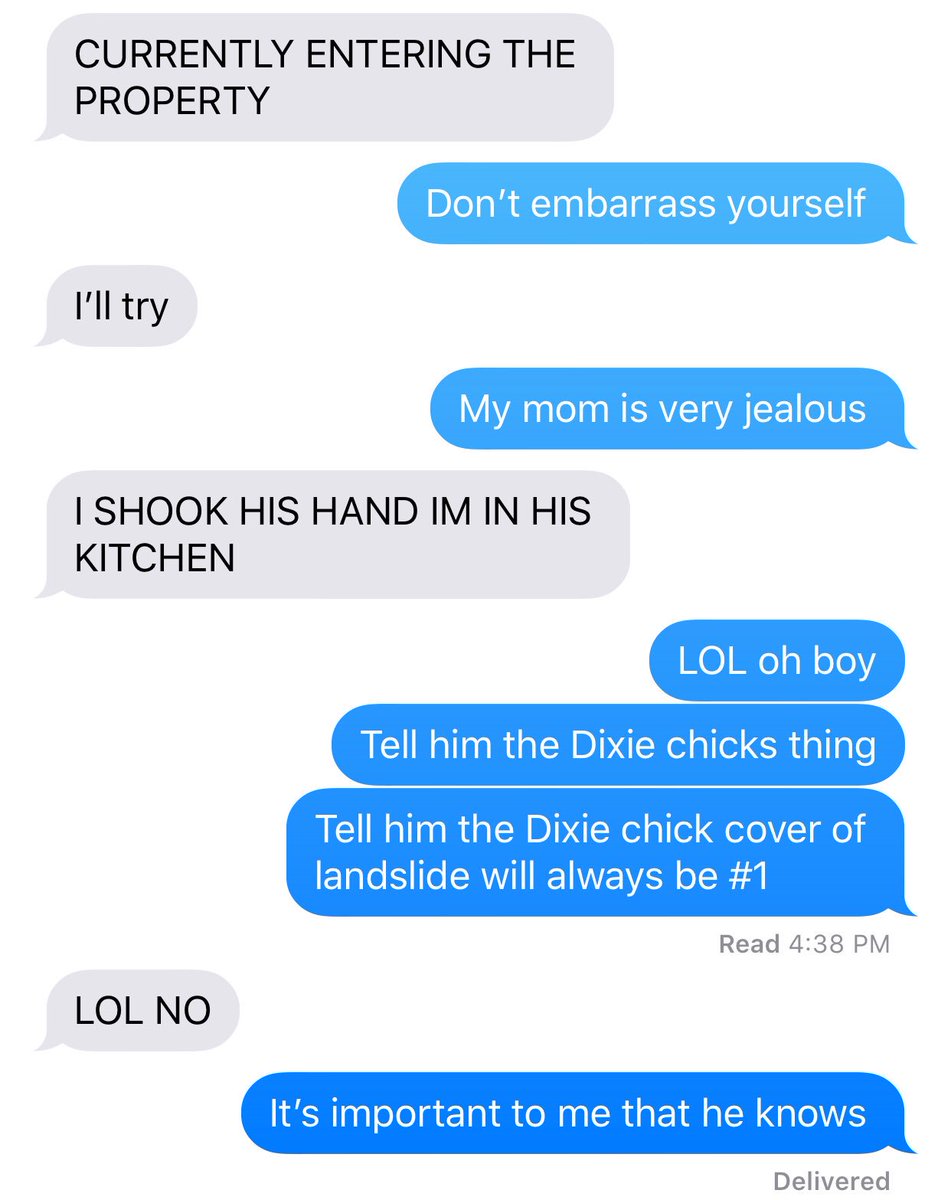 CURRENTLY ENTERING THE
PROPERTY
Don’t embarrass yourself
I’ll try
My mom is very jealous
I SHOOK HIS HAND IM IN HIS
KITCHEN
LOL oh boy
Tell him the Dixie chicks thing
Tell him the Dixie chick cover of
landslide will always be #1
Read 4:38 PM
LOL NO
It’s important to me that he knows
Delivered